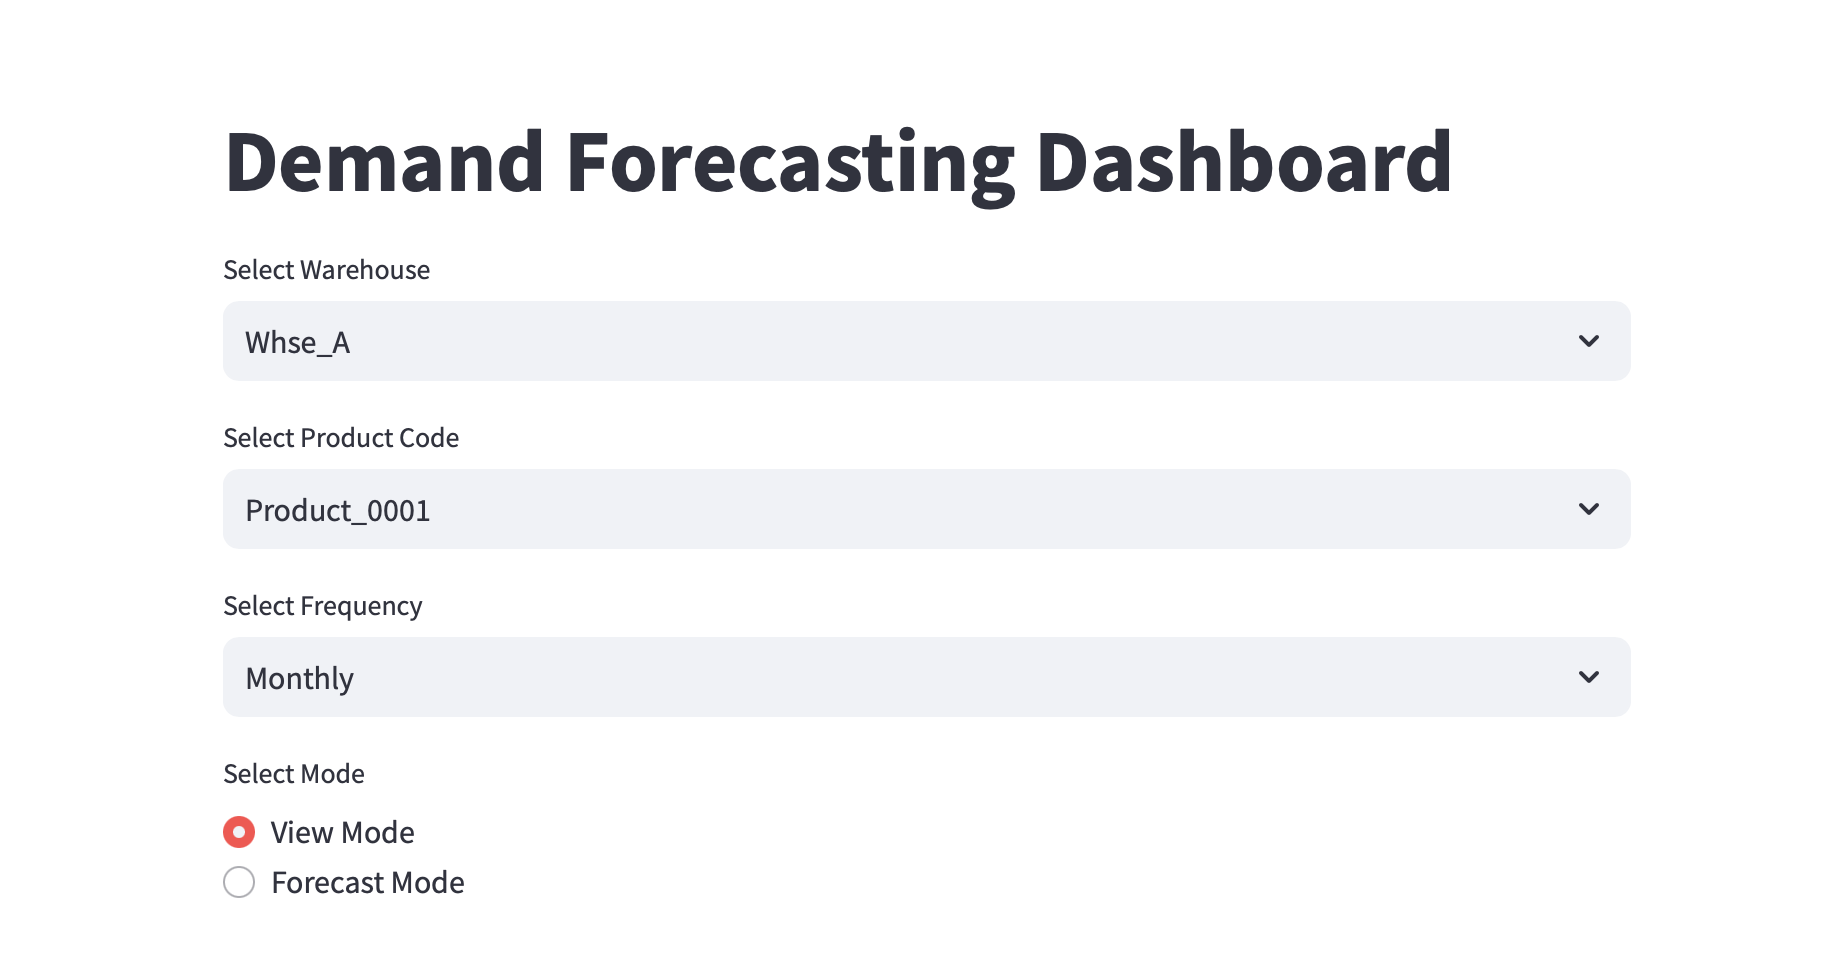 Demand Forecasting Dashboard
Select Warehouse
Whse_A
Select Product Code
Product_0001
Select Frequency
Monthly
Select Mode
View Mode
Forecast Mode